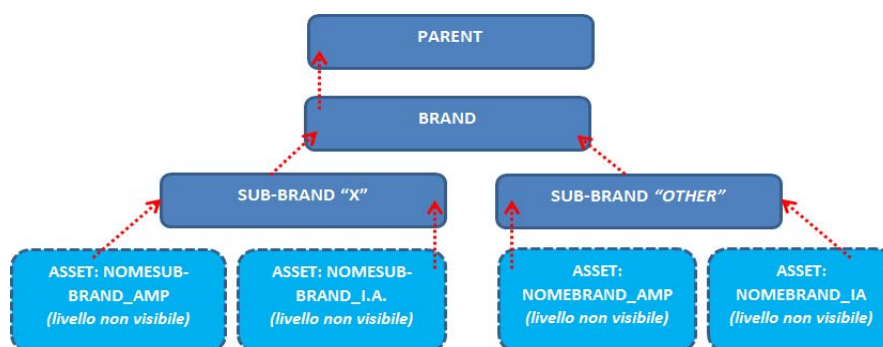 PARENT
BRAND
SUB-BRAND “X”
SUB-BRAND “OTHER”
ASSET: NOMESUB-
BRAND_AMP
(livello non visibile)
ASSET: NOMESUB-
BRAND_I.A.
(livello non visibile)
ASSET:
NOMEBRAND_AMP
(livello non visibile)
ASSET:
NOMEBRAND_IA
(livello non visibile)